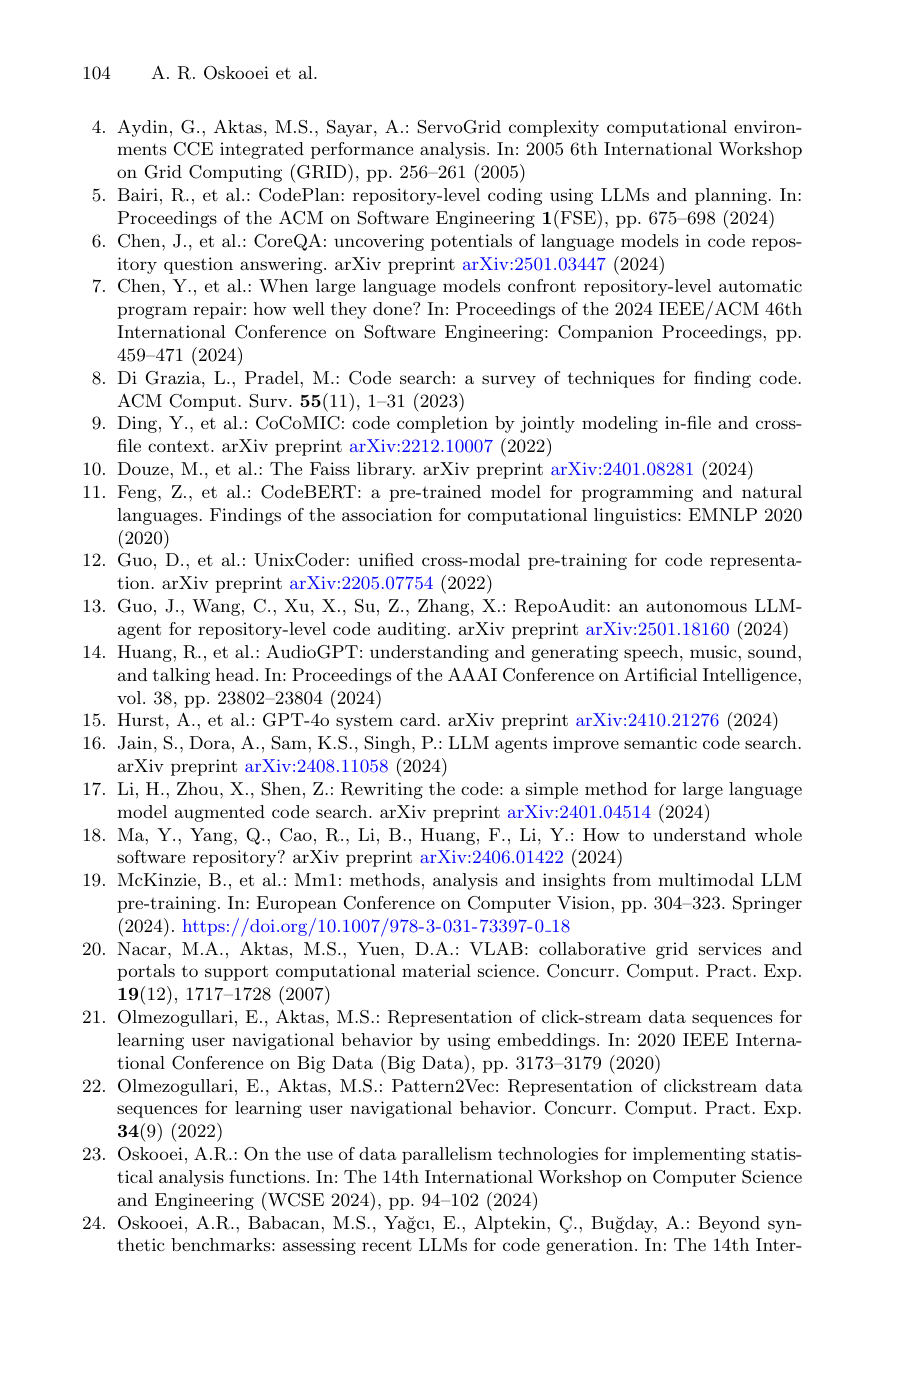 104 A. R. Oskooei et al.
4. Aydin, G., Aktas, M.S., Sayar, A.: ServoGrid complexity computational environ-
ments CCE integrated performance analysis. In: 2005 6th International Workshop
on Grid Computing (GRID), pp. 256–261 (2005)
5. Bairi, R., et al.: CodePlan: repository-level coding using LLMs and planning. In:
Proceedings of the ACM on Software Engineering 1(FSE), pp. 675–698 (2024)
6. Chen, J., et al.: CoreQA: uncovering potentials of language models in code repos-
itory question answering. arXiv preprint arXiv:2501.03447 (2024)
7. Chen, Y., et al.: When large language models confront repository-level automatic
program repair: how well they done? In: Proceedings of the 2024 IEEE/ACM 46th
International Conference on Software Engineering: Companion Proceedings, pp.
459–471 (2024)
8. Di Grazia, L., Pradel, M.: Code search: a survey of techniques for finding code.
ACM Comput. Surv. 55(11), 1–31 (2023)
9. Ding, Y., et al.: CoCoMIC: code completion by jointly modeling in-file and cross-
file context. arXiv preprint arXiv:2212.10007 (2022)
10. Douze, M., et al.: The Faiss library. arXiv preprint arXiv:2401.08281 (2024)
11. Feng, Z., et al.: CodeBERT: a pre-trained model for programming and natural
languages. Findings of the association for computational linguistics: EMNLP 2020
(2020)
12. Guo, D., et al.: UnixCoder: unified cross-modal pre-training for code representa-
tion. arXiv preprint arXiv:2205.07754 (2022)
13. Guo, J., Wang, C., Xu, X., Su, Z., Zhang, X.: RepoAudit: an autonomous LLM-
agent for repository-level code auditing. arXiv preprint arXiv:2501.18160 (2024)
14. Huang, R., et al.: AudioGPT: understanding and generating speech, music, sound,
and talking head. In: Proceedings of the AAAI Conference on Artificial Intelligence,
vol. 38, pp. 23802–23804 (2024)
15. Hurst, A., et al.: GPT-4o system card. arXiv preprint arXiv:2410.21276 (2024)
16. Jain, S., Dora, A., Sam, K.S., Singh, P.: LLM agents improve semantic code search.
arXiv preprint arXiv:2408.11058 (2024)
17. Li, H., Zhou, X., Shen, Z.: Rewriting the code: a simple method for large language
model augmented code search. arXiv preprint arXiv:2401.04514 (2024)
18. Ma, Y., Yang, Q., Cao, R., Li, B., Huang, F., Li, Y.: How to understand whole
software repository? arXiv preprint arXiv:2406.01422 (2024)
19. McKinzie, B., et al.: Mm1: methods, analysis and insights from multimodal LLM
pre-training. In: European Conference on Computer Vision, pp. 304–323. Springer
(2024). https://doi.org/10.1007/978-3-031-73397-0_18
20. Nacar, M.A., Aktas, M.S., Yuen, D.A.: VLAB: collaborative grid services and
portals to support computational material science. Concurr. Comput. Pract. Exp.
19(12), 1717–1728 (2007)
21. Olmezogullari, E., Aktas, M.S.: Representation of click-stream data sequences for
learning user navigational behavior by using embeddings. In: 2020 IEEE Interna-
tional Conference on Big Data (Big Data), pp. 3173–3179 (2020)
22. Olmezogullari, E., Aktas, M.S.: Pattern2Vec: Representation of clickstream data
sequences for learning user navigational behavior. Concurr. Comput. Pract. Exp.
34(9) (2022)
23. Oskooei, A.R.: On the use of data parallelism technologies for implementing statis-
tical analysis functions. In: The 14th International Workshop on Computer Science
and Engineering (WCSE 2024), pp. 94–102 (2024)
24. Oskooei, A.R., Babacan, M.S., Yağcı, E., Alptekin, Ç., Buğday, A.: Beyond syn-
thetic benchmarks: assessing recent LLMs for code generation. In: The 14th Inter-